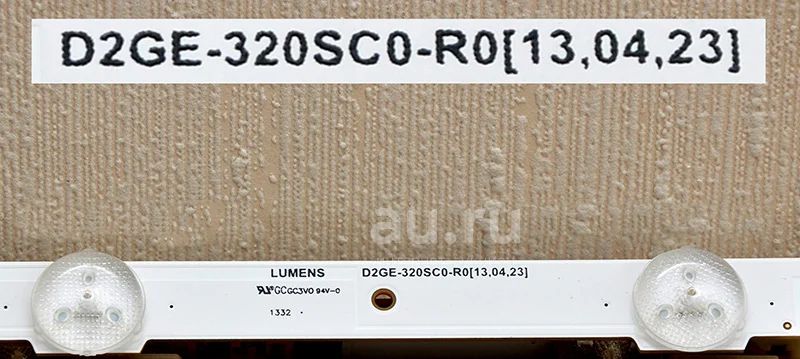 D2GE-320SC0-R0[13,04,23]
au.ru
LUMENS D2GE-320SC0-R0[13,04,23]
GC GC3V0 94V-0
1332